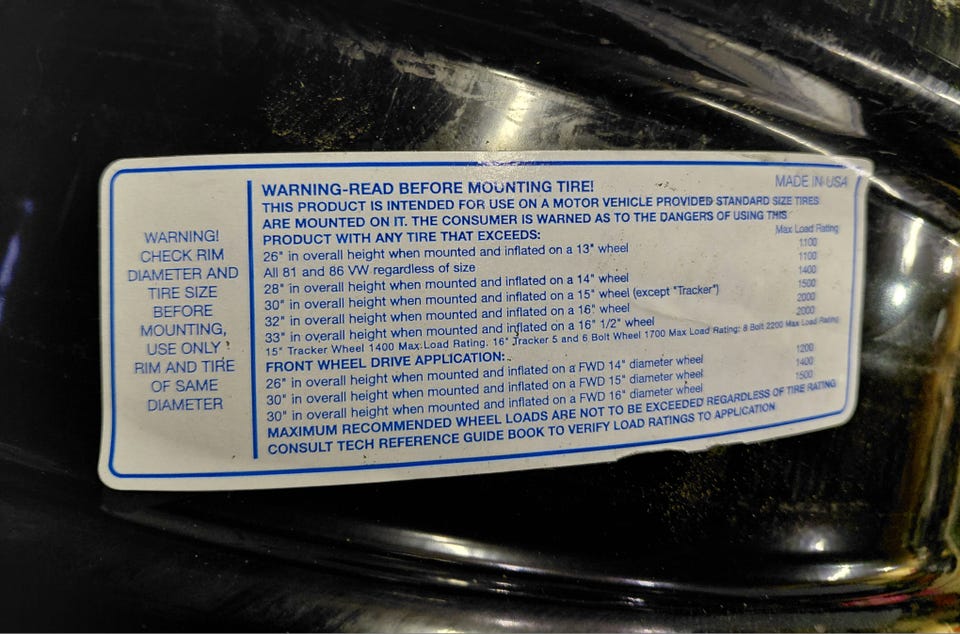 WARNING!
CHECK RIM
DIAMETER AND
TIRE SIZE
BEFORE
MOUNTING,
USE ONLY
RIM AND TIRE
OF SAME
DIAMETER
WARNING-READ BEFORE MOUNTING TIRE! MADE IN USA
THIS PRODUCT IS INTENDED FOR USE ON A MOTOR VEHICLE PROVIDED STANDARD SIZE TIRES
ARE MOUNTED ON IT. THE CONSUMER IS WARNED AS TO THE DANGERS OF USING THIS
PRODUCT WITH ANY TIRE THAT EXCEEDS: Max Load Rating
26" in overall height when mounted and inflated on a 13" wheel 1100
All 81 and 86 VW regardless of size 1100
28" in overall height when mounted and inflated on a 14" wheel 1400
30" in overall height when mounted and inflated on a 15" wheel (except "Tracker") 1500
32" in overall height when mounted and inflated on a 16" wheel 2000
33" in overall height when mounted and inflated on a 16" 1/2" wheel 2000
15" Tracker Wheel 1400 Max Load Rating. 16" Tracker 5 and 6 Bolt Wheel 1700 Max Load Rating: 8 Bolt 2200 Max Load Rating
FRONT WHEEL DRIVE APPLICATION:
26" in overall height when mounted and inflated on a FWD 14" diameter wheel 1200
30" in overall height when mounted and inflated on a FWD 15" diameter wheel 1400
30" in overall height when mounted and inflated on a FWD 16" diameter wheel 1500
MAXIMUM RECOMMENDED WHEEL LOADS ARE NOT TO BE EXCEEDED REGARDLESS OF TIRE RATING
CONSULT TECH REFERENCE GUIDE BOOK TO VERIFY LOAD RATINGS TO APPLICATION